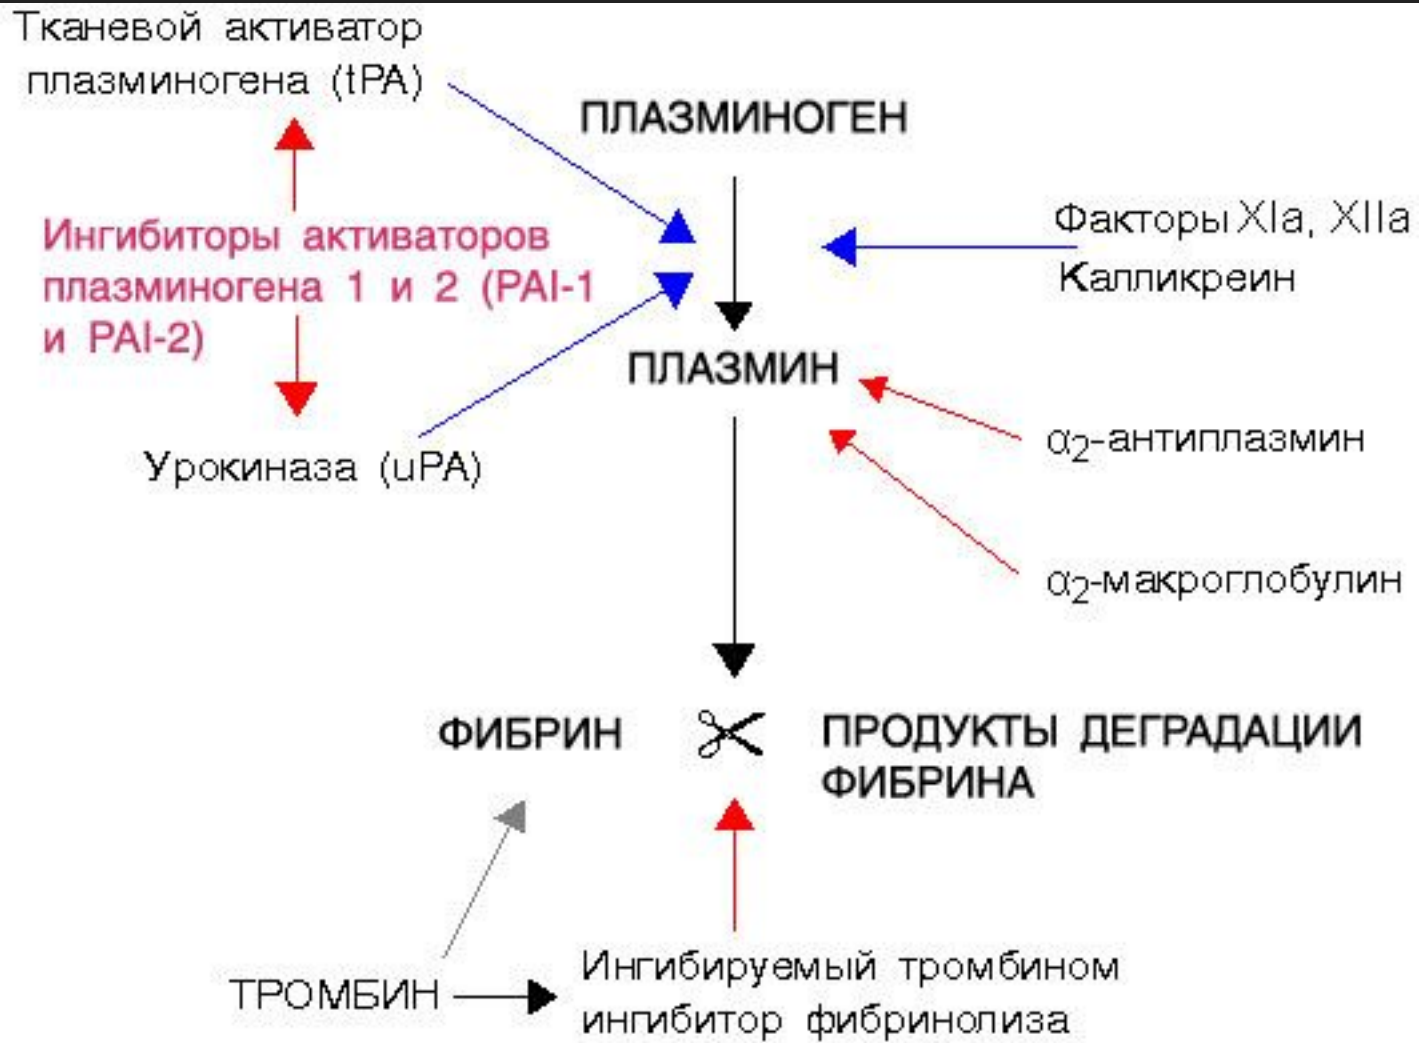 Тканевой активатор
плазминогена (tPA)
ПЛАЗМИНОГЕН
Факторы XIa, XIIa
Калликреин
Ингибиторы активаторов
плазминогена 1 и 2 (PAI-1
и PAI-2)
ПЛАЗМИН
Урокиназа (uPA)
α2-антиплазмин
α2-макроглобулин
ФИБРИН
ПРОДУКТЫ ДЕГРАДАЦИИ
ФИБРИНА
ТРОМБИН
Ингибируемый тромбином
ингибитор фибринолиза